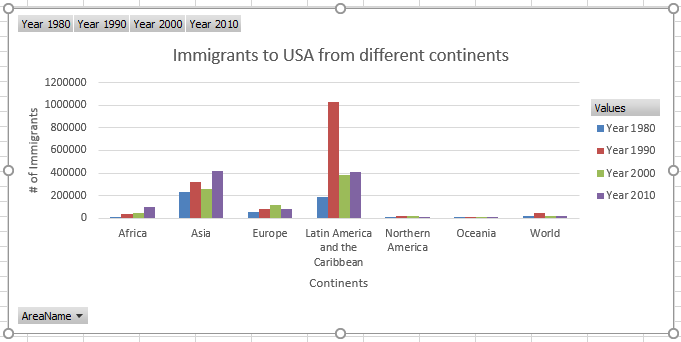 Year 1980 Year 1990 Year 2000 Year 2010
Immigrants to USA from different continents
# of Immigrants
1200000
1000000
800000
600000
400000
200000
0
Africa
Asia
Europe
Latin America
and the
Caribbean
Northern
America
Oceania
World
Continents
Values
Year 1980
Year 1990
Year 2000
Year 2010
AreaName